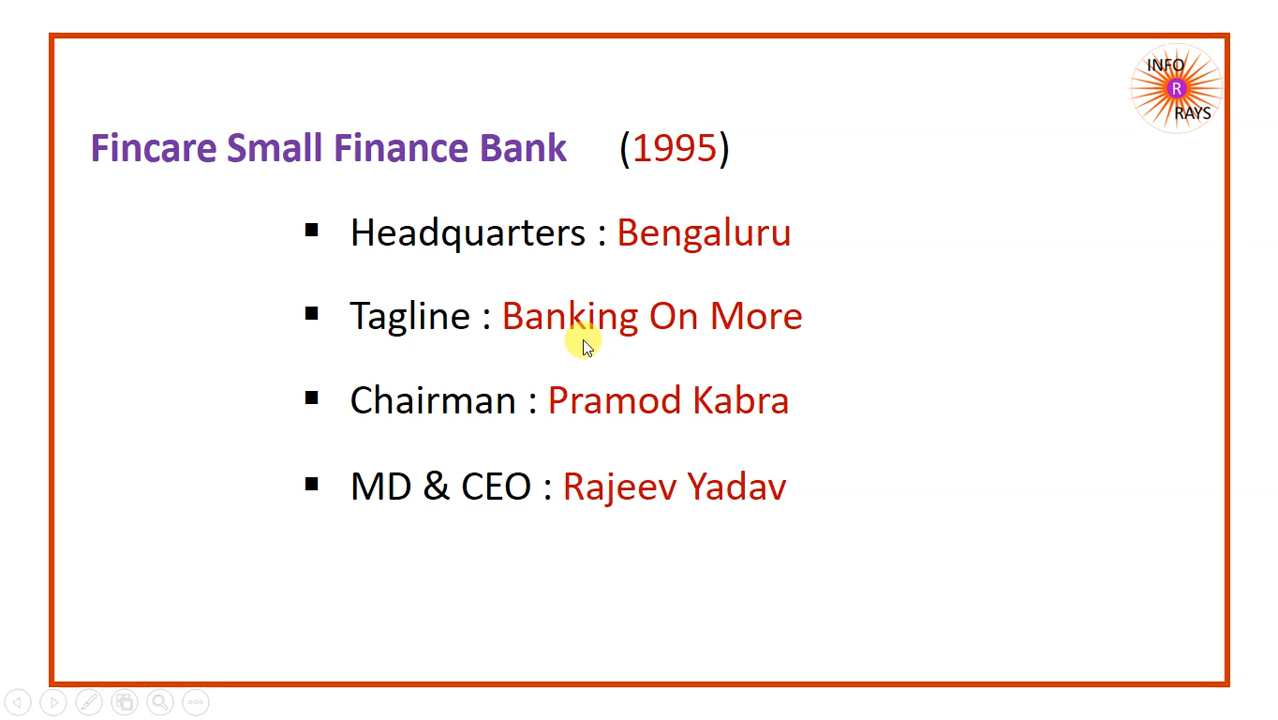 INFO
R
RAYS
Fincare Small Finance Bank (1995)
▪ Headquarters : Bengaluru
▪ Tagline : Banking On More
▪ Chairman : Pramod Kabra
▪ MD & CEO : Rajeev Yadav